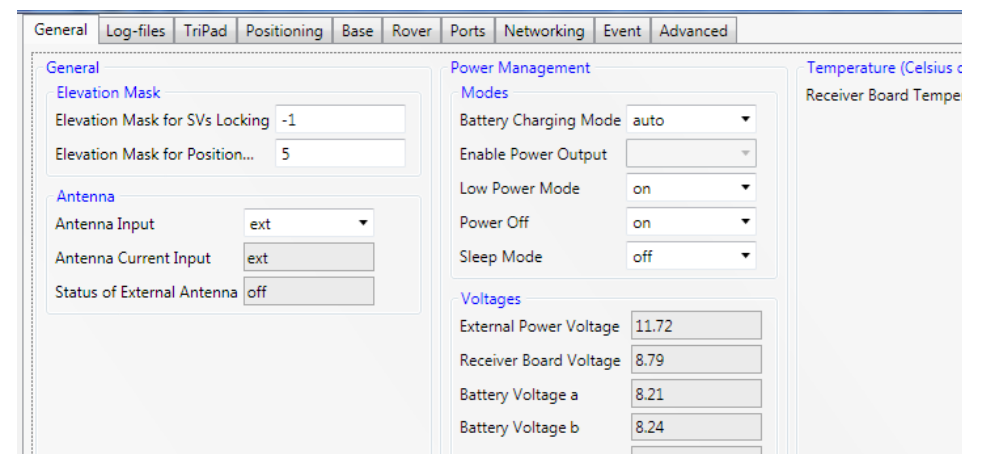 General Log-files TriPad Positioning Base Rover Ports Networking Event Advanced
General
Elevation Mask
Elevation Mask for SVs Locking -1
Elevation Mask for Position... 5
Antenna
Antenna Input ext
Antenna Current Input ext
Status of External Antenna off
Power Management
Modes
Battery Charging Mode auto
Enable Power Output
Low Power Mode on
Power Off on
Sleep Mode off
Voltages
External Power Voltage 11.72
Receiver Board Voltage 8.79
Battery Voltage a 8.21
Battery Voltage b 8.24
Temperature (Celsius
Receiver Board